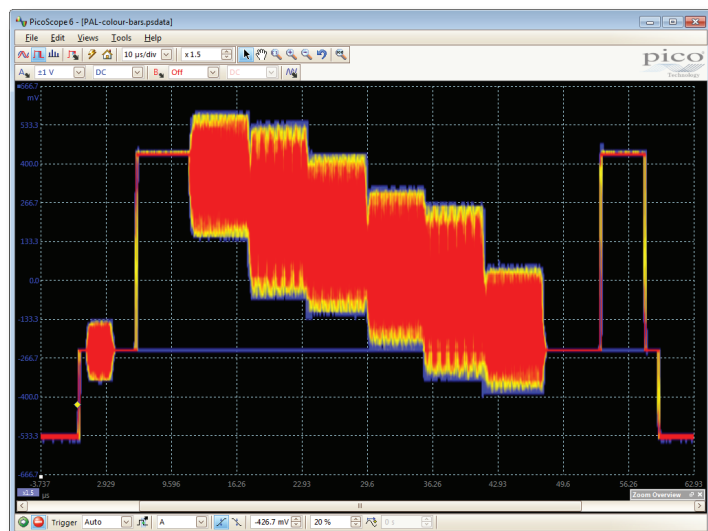 PicoScope 6 - [PAL-colour-bars.psdata]
File Edit Views Tools Help
10 µs/div x 1.5
pico
Technology
A ±1 V DC B Off DC
666.7
mV
533.3
400.0
266.7
133.3
0.0
-133.3
-266.7
-400.0
-533.3
-666.7
-3.737 2.929 9.596 16.26 22.93 29.6 36.26 42.93 49.6 56.26 62.93
x1.5 µs
Zoom Overview
Trigger Auto A -426.7 mV 20 % 0 s